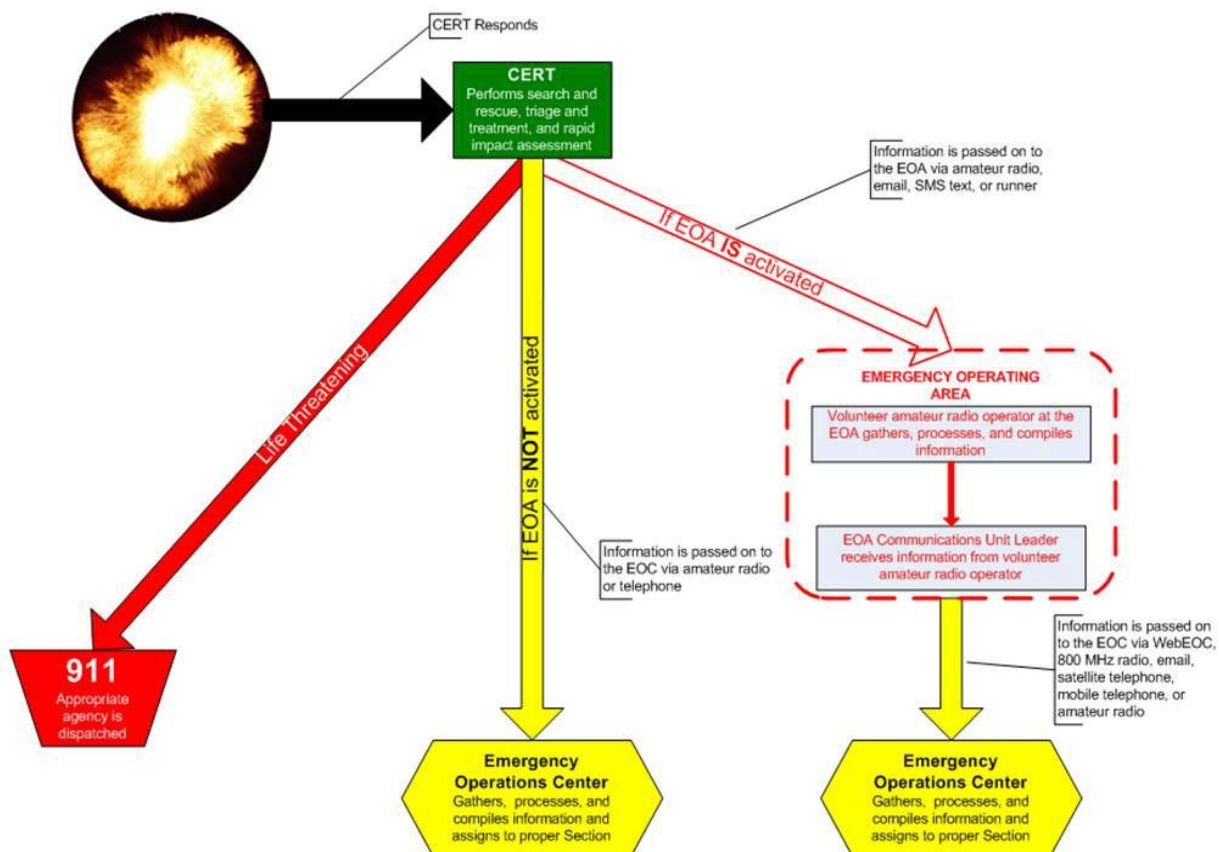 CERT Responds
CERT
Performs search and
rescue, triage and
treatment, and rapid
impact assessment
Information is passed on to
the EOA via amateur radio,
email, SMS text, or runner
If EOA IS activated
Life Threatening
If EOA is NOT activated
EMERGENCY OPERATING
AREA
Volunteer amateur radio operator at the
EOA gathers, processes, and compiles
information
EOA Communications Unit Leader
receives information from volunteer
amateur radio operator
Information is passed on to
the EOC via amateur radio
or telephone
Information is passed on
to the EOC via WebEOC,
800 MHz radio, email,
satellite telephone,
mobile telephone, or
amateur radio
911
Appropriate
agency is
dispatched
Emergency
Operations Center
Gathers, processes, and
compiles information and
assigns to proper Section
Emergency
Operations Center
Gathers, processes, and
compiles information and
assigns to proper Section